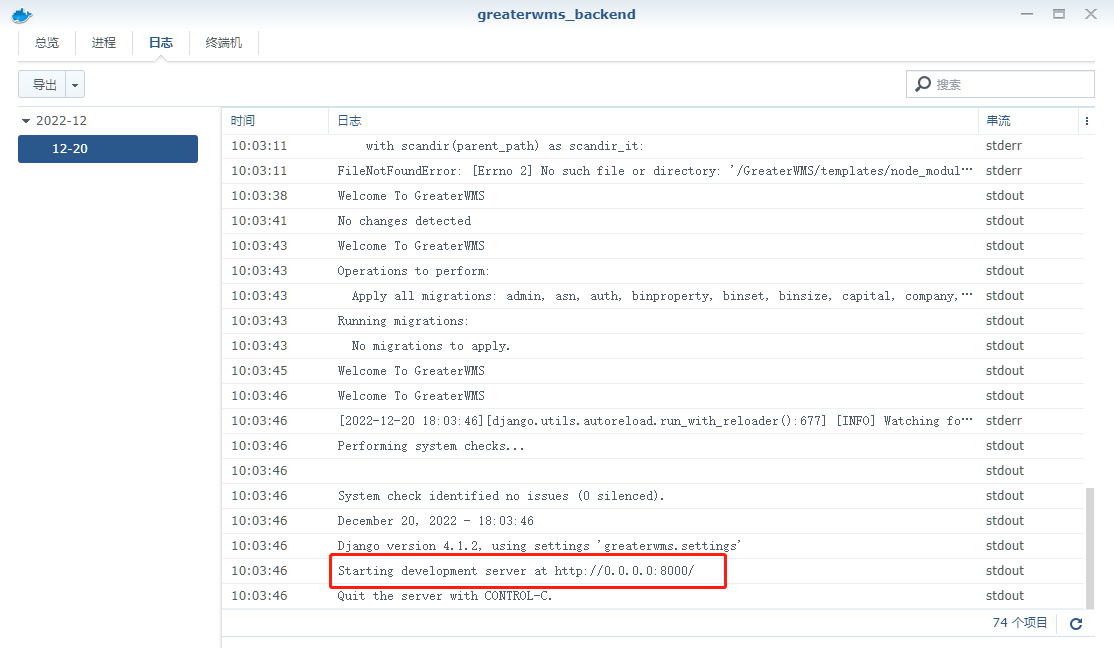 greaterwms_backend
总览 进程 日志 终端机
导出 搜索
2022-12
12-20
时间 日志 串流
10:03:11 with scandir(parent_path) as scandir_it: stderr
10:03:11 FileNotFoundError: [Errno 2] No such file or directory: '/GreaterWMS/templates/node_modul… stderr
10:03:38 Welcome To GreaterWMS stdout
10:03:41 No changes detected stdout
10:03:43 Welcome To GreaterWMS stdout
10:03:43 Operations to perform: stdout
10:03:43 Apply all migrations: admin, asn, auth, binproperty, binset, binsize, capital, company,… stdout
10:03:43 Running migrations: stdout
10:03:43 No migrations to apply. stdout
10:03:45 Welcome To GreaterWMS stdout
10:03:46 Welcome To GreaterWMS stdout
10:03:46 [2022-12-20 18:03:46][django.utils.autoreload.run_with_reloader():677] [INFO] Watching fo… stderr
10:03:46 Performing system checks... stdout
10:03:46 stdout
10:03:46 System check identified no issues (0 silenced). stdout
10:03:46 December 20, 2022 - 18:03:46 stdout
10:03:46 Django version 4.1.2, using settings 'greaterwms.settings' stdout
10:03:46 Starting development server at http://0.0.0.0:8000/ stdout
10:03:46 Quit the server with CONTROL-C. stdout
74 个项目